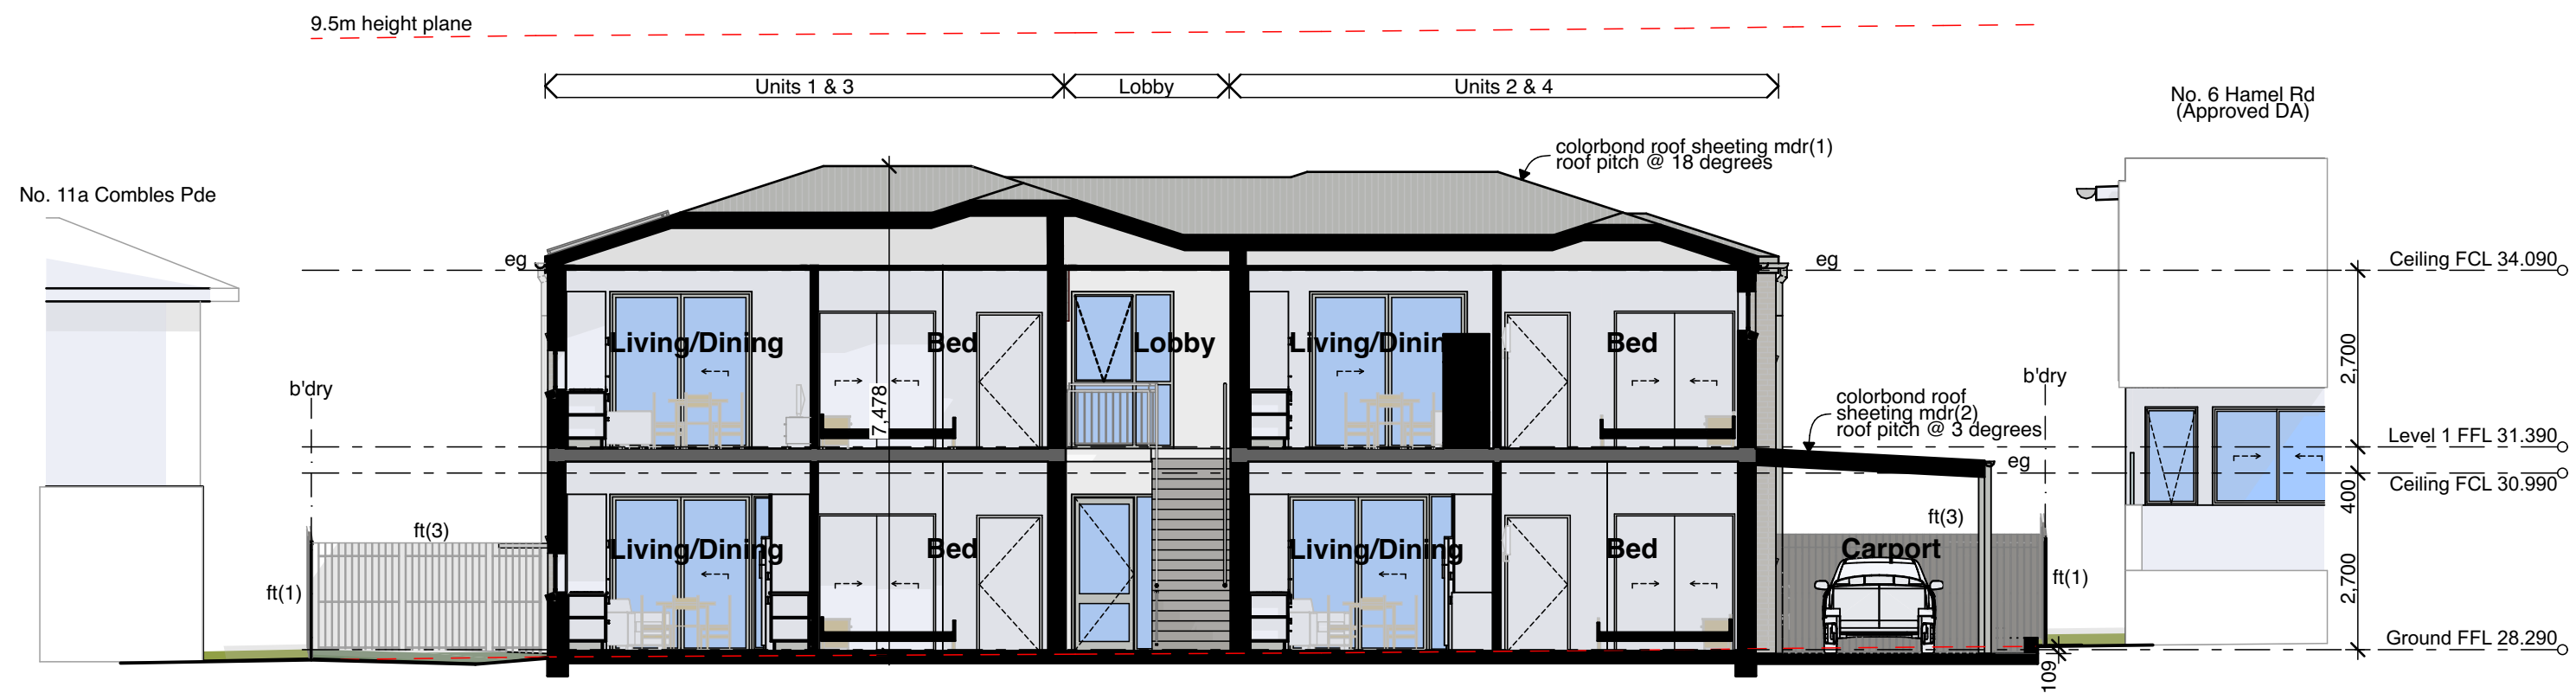 9.5m height plane
Units 1 & 3
Lobby
Units 2 & 4
No. 6 Hamel Rd
(Approved DA)
colorbond roof sheeting mdr(1)
roof pitch @ 18 degrees
No. 11a Combles Pde
eg
eg
Ceiling FCL 34.090
Living/Dining
Bed
Lobby
Living/Dinin
Bed
2,700
b'dry
b'dry
7,478
colorbond roof
sheeting mdr(2)
roof pitch @ 3 degrees
Level 1 FFL 31.390
eg
Ceiling FCL 30.990
400
ft(3)
ft(3)
Living/Dining
Bed
Living/Dining
Bed
Carport
ft(1)
ft(1)
2,700
Ground FFL 28.290
109